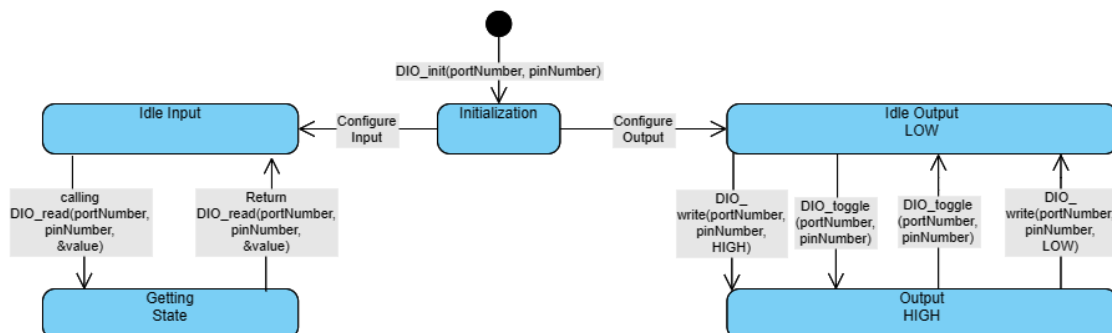 DIO_init(portNumber, pinNumber)
Idle Input
Configure
Input
Initialization
Configure
Output
Idle Output
LOW
calling
DIO_read(portNumber,
pinNumber,
&value)
Return
DIO_read(portNumber,
pinNumber,
&value)
DIO_
write(portNumber,
pinNumber,
HIGH)
DIO_toggle
(portNumber,
pinNumber)
DIO_toggle
(portNumber,
pinNumber)
DIO_
write(portNumber,
pinNumber,
LOW)
Getting
State
Output
HIGH